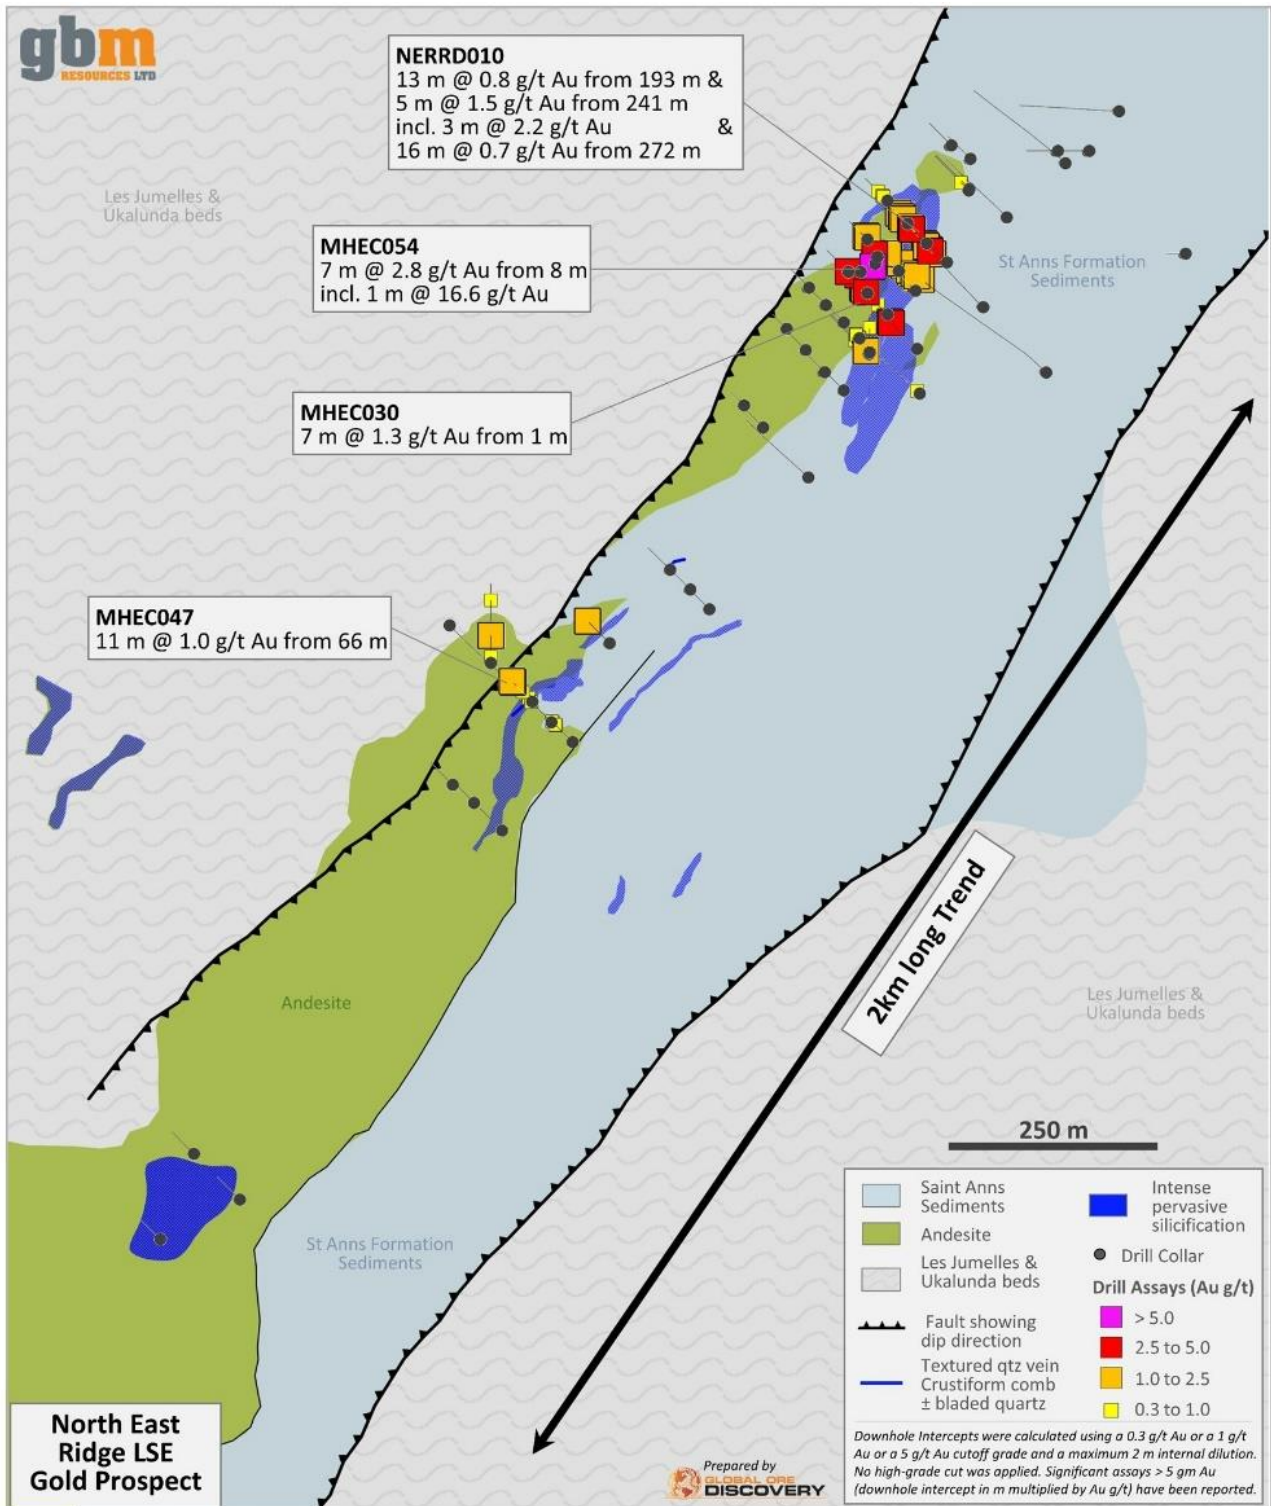 gbm
RESOURCES LTD
NERRD010
13 m @ 0.8 g/t Au from 193 m &
5 m @ 1.5 g/t Au from 241 m
incl. 3 m @ 2.2 g/t Au &
16 m @ 0.7 g/t Au from 272 m
Les Jumelles &
Ukalunda beds
MHEC054
7 m @ 2.8 g/t Au from 8 m
incl. 1 m @ 16.6 g/t Au
St Anns Formation
Sediments
MHEC030
7 m @ 1.3 g/t Au from 1 m
MHEC047
11 m @ 1.0 g/t Au from 66 m
2km long Trend
Andesite
Les Jumelles &
Ukalunda beds
250 m
St Anns Formation
Sediments
Saint Anns
Sediments
Andesite
Les Jumelles &
Ukalunda beds
Fault showing
dip direction
Textured qtz vein
Crustiform comb
± bladed quartz
Intense
pervasive
silicification
Drill Collar
Drill Assays (Au g/t)
> 5.0
2.5 to 5.0
1.0 to 2.5
0.3 to 1.0
Downhole Intercepts were calculated using a 0.3 g/t Au or a 1 g/t
Au or a 5 g/t Au cutoff grade and a maximum 2 m internal dilution.
No high-grade cut was applied. Significant assays > 5 gm Au
(downhole intercept in m multiplied by Au g/t) have been reported.
North East
Ridge LSE
Gold Prospect
Prepared by
GLOBAL ORE
DISCOVERY